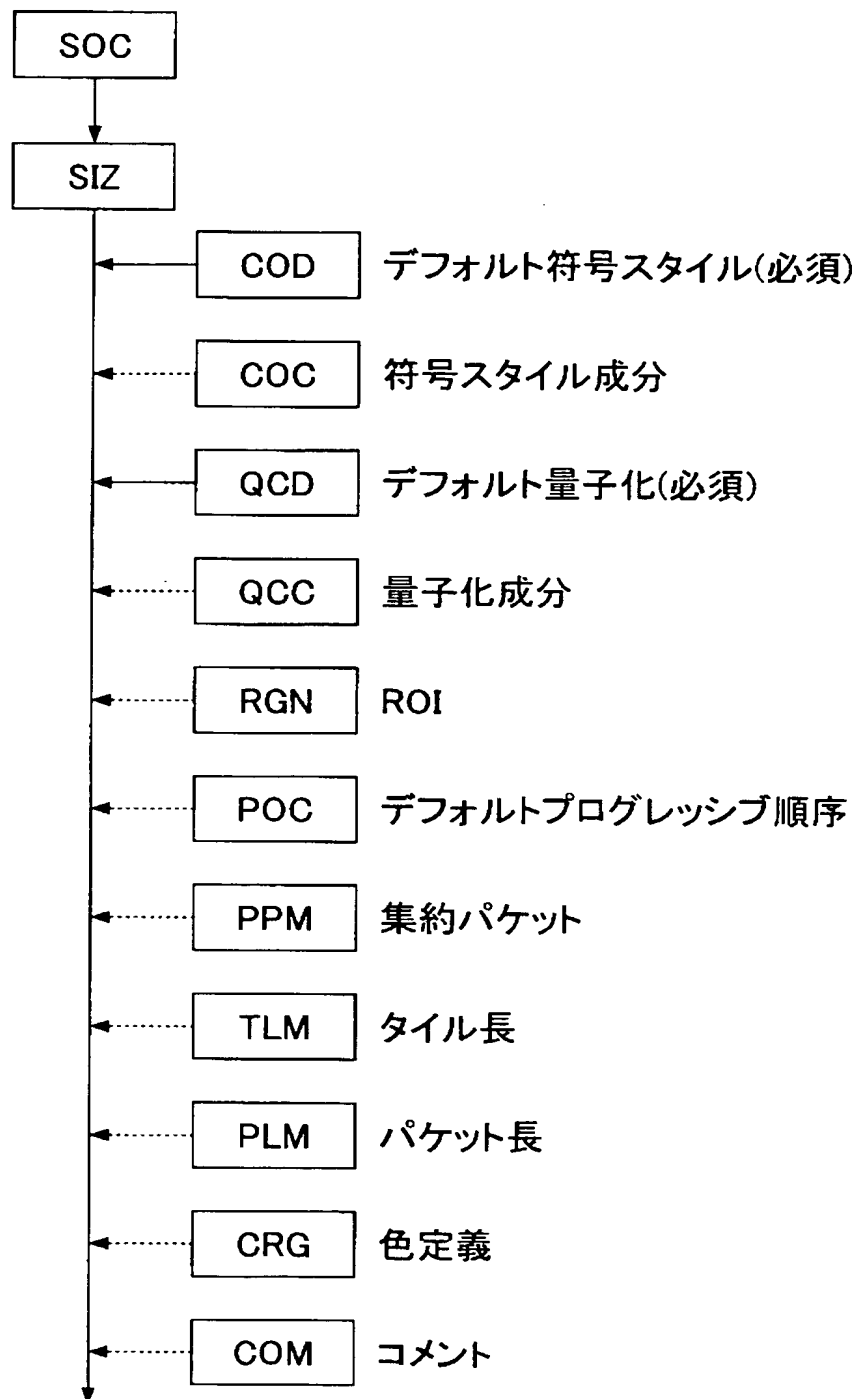 SOC
SIZ
COD デフォルト符号スタイル(必須)
COC 符号スタイル成分
QCD デフォルト量子化(必須)
QCC 量子化成分
RGN ROI
POC デフォルトプログレッシブ順序
PPM 集約パケット
TLM タイル長
PLM パケット長
CRG 色定義
COM コメント